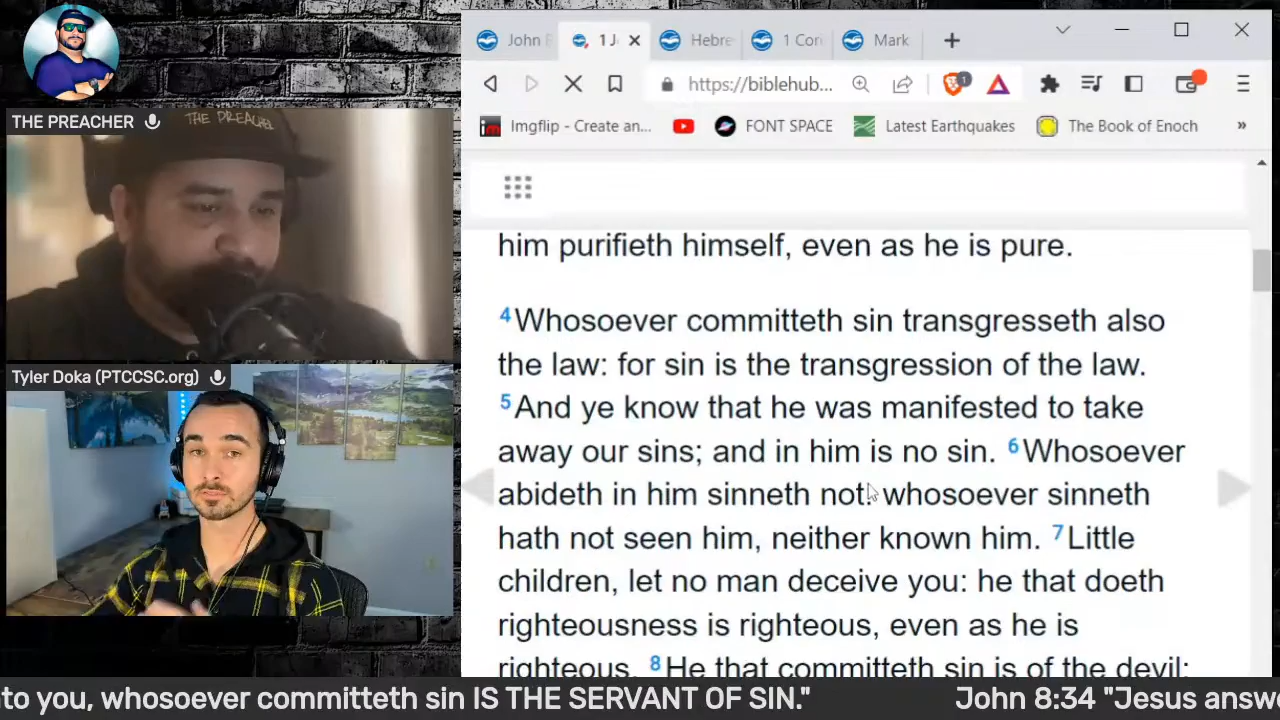 THE PREACHER
THE PREACHER
Tyler Doka (PTCCSC.org)
John
1 J
Hebre
1 Cor
Mark
https://biblehub...
1
Imgflip - Create an...
FONT SPACE
Latest Earthquakes
The Book of Enoch
»
him purifieth himself, even as he is pure.
4 Whosoever committeth sin transgresseth also
the law: for sin is the transgression of the law.
5 And ye know that he was manifested to take
away our sins; and in him is no sin. 6 Whosoever
abideth in him sinneth not: whosoever sinneth
hath not seen him, neither known him. 7 Little
children, let no man deceive you: he that doeth
righteousness is righteous, even as he is
righteous. 8 He that committeth sin is of the devil;
to you, whosoever committeth sin IS THE SERVANT OF SIN." John 8:34 "Jesus answe